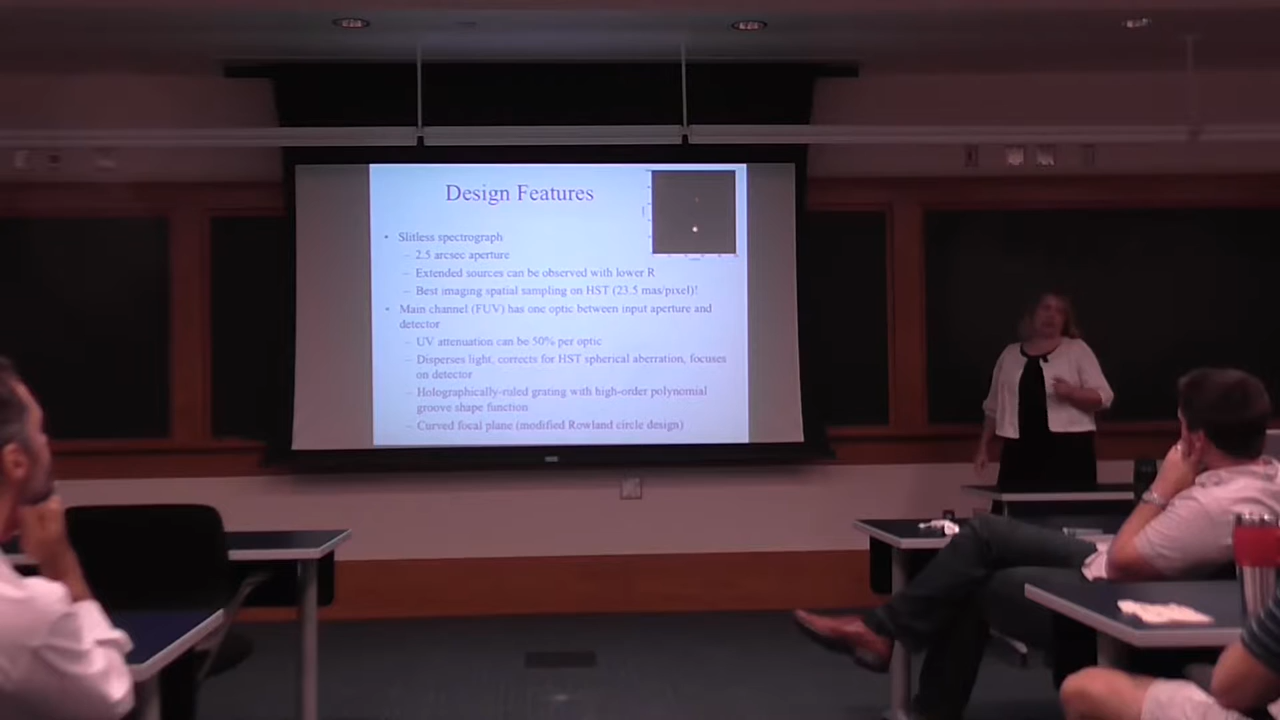 Design Features
• Slitless spectrograph
– 2.5 arcsec aperture
– Extended sources can be observed with lower R
– Best imaging spatial sampling on HST (23.5 mas/pixel)!
• Main channel (FUV) has one optic between input aperture and
detector
– UV attenuation can be 50% per optic
– Disperses light, corrects for HST spherical aberration, focuses
on detector
– Holographically-ruled grating with high-order polynomial
groove shape function
– Curved focal plane (modified Rowland circle design)